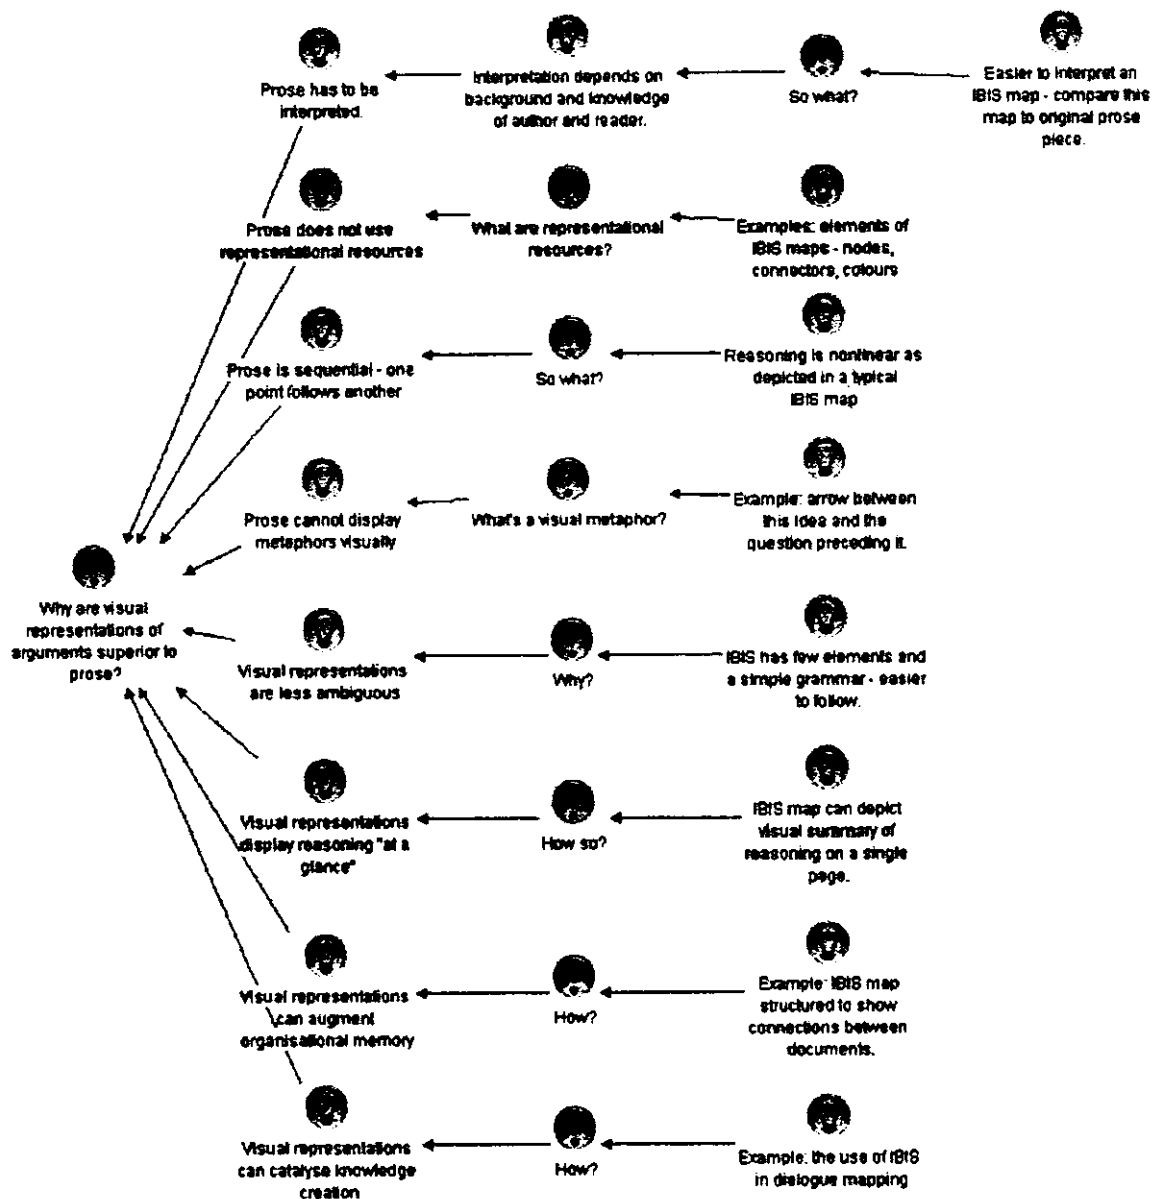 Prose has to be
interpreted.
Interpretation depends on
background and knowledge
of author and reader.
So what?
Easier to interpret an
IBIS map - compare this
map to original prose
piece.
Prose does not use
representational resources
What are representational
resources?
Examples: elements of
IBIS maps - nodes,
connectors, colours
Prose is sequential - one
point follows another
So what?
Reasoning is nonlinear as
depicted in a typical
IBIS map
Prose cannot display
metaphors visually
What's a visual metaphor?
Example: arrow between
this idea and the
question preceding it.
Why are visual
representations of
arguments superior to
prose?
Visual representations
are less ambiguous
Why?
IBIS has few elements and
a simple grammar - easier
to follow.
Visual representations
display reasoning "at a
glance"
How so?
IBIS map can depict
visual summary of
reasoning on a single
page.
Visual representations
can augment
organisational memory
How?
Example: IBIS map
structured to show
connections between
documents.
Visual representations
can catalyse knowledge
creation
How?
Example: the use of IBIS
in dialogue mapping